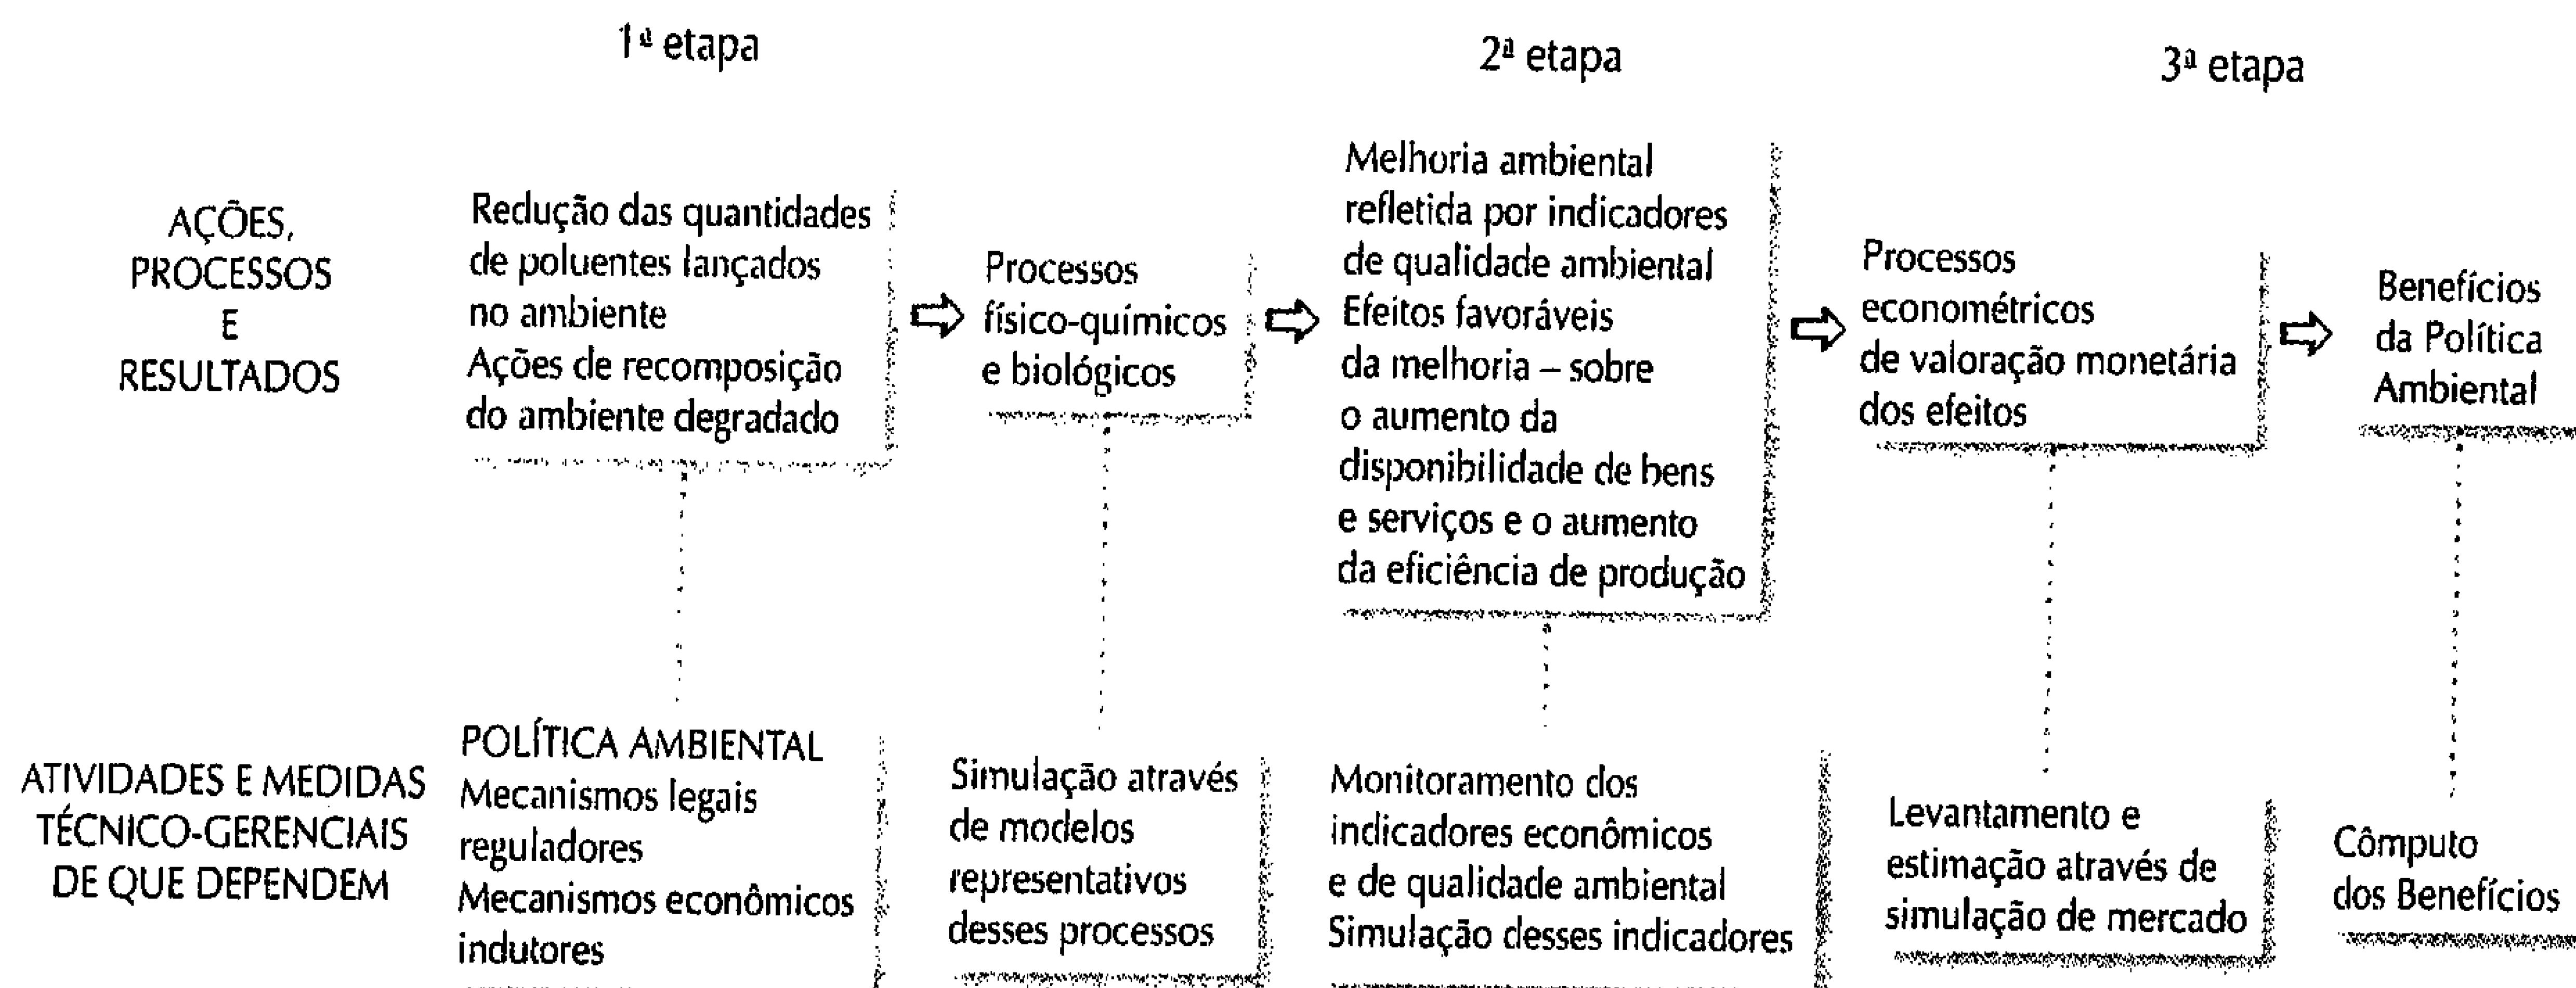 1ª etapa
2ª etapa
3ª etapa
AÇÕES,
PROCESSOS
E
RESULTADOS
Redução das quantidades
de poluentes lançados
no ambiente
Ações de recomposição
do ambiente degradado
Processos
físico-químicos
e biológicos
Melhoria ambiental
refletida por indicadores
de qualidade ambiental
Efeitos favoráveis
da melhoria – sobre
o aumento da
disponibilidade de bens
e serviços e o aumento
da eficiência de produção
Processos
econométricos
de valoração monetária
dos efeitos
Benefícios
da Política
Ambiental
ATIVIDADES E MEDIDAS
TÉCNICO-GERENCIAIS
DE QUE DEPENDEM
POLÍTICA AMBIENTAL
Mecanismos legais
reguladores
Mecanismos econômicos
indutores
Simulação através
de modelos
representativos
desses processos
Monitoramento dos
indicadores econômicos
e de qualidade ambiental
Simulação desses indicadores
Levantamento e
estimação através de
simulação de mercado
Cômputo
dos Benefícios